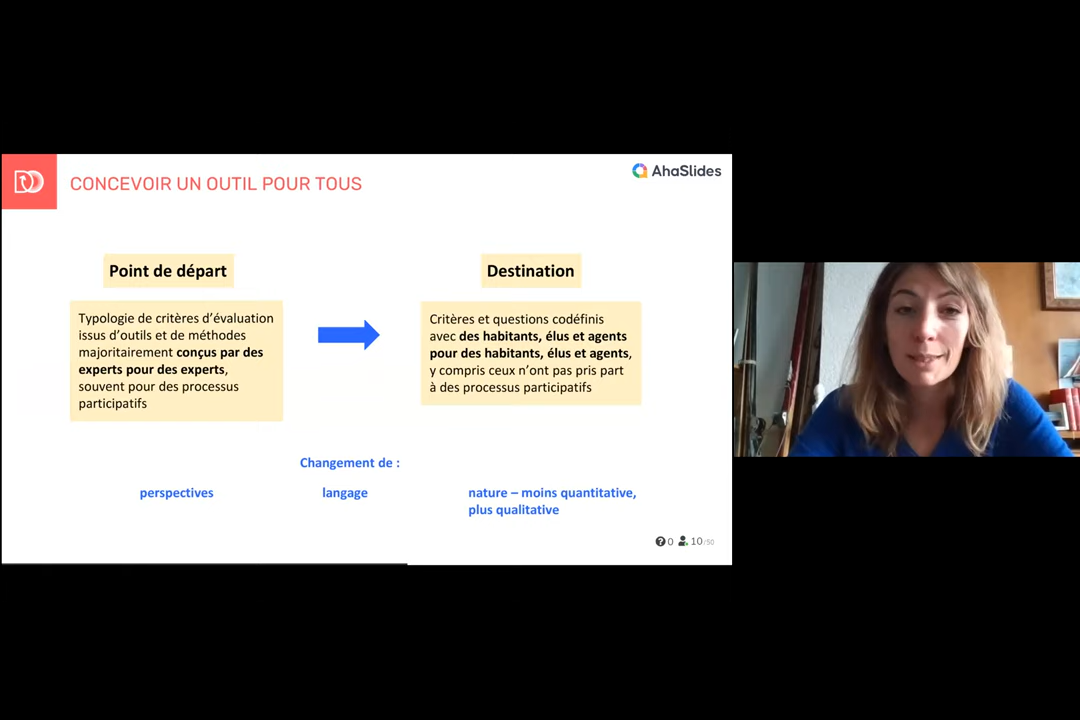 CONCEVOIR UN OUTIL POUR TOUS
AhaSlides
Point de départ
Typologie de critères d’évaluation
issus d’outils et de méthodes
majoritairement conçus par des
experts pour des experts,
souvent pour des processus
participatifs
Destination
Critères et questions codéfinis
avec des habitants, élus et agents
pour des habitants, élus et agents,
y compris ceux n’ont pas pris part
à des processus participatifs
Changement de :
perspectives
langage
nature – moins quantitative,
plus qualitative
0 10/50